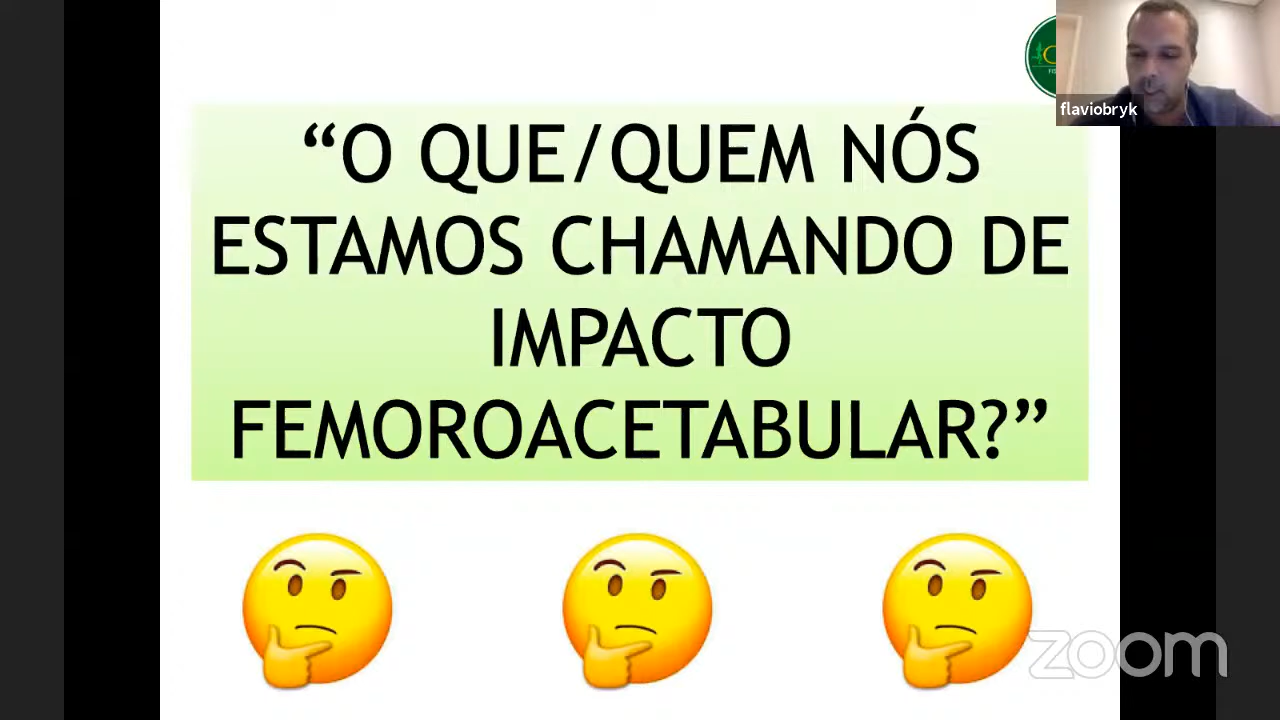 flaviobryk
“O QUE/QUEM NÓS
ESTAMOS CHAMANDO DE
IMPACTO
FEMOROACETABULAR?”
zoom